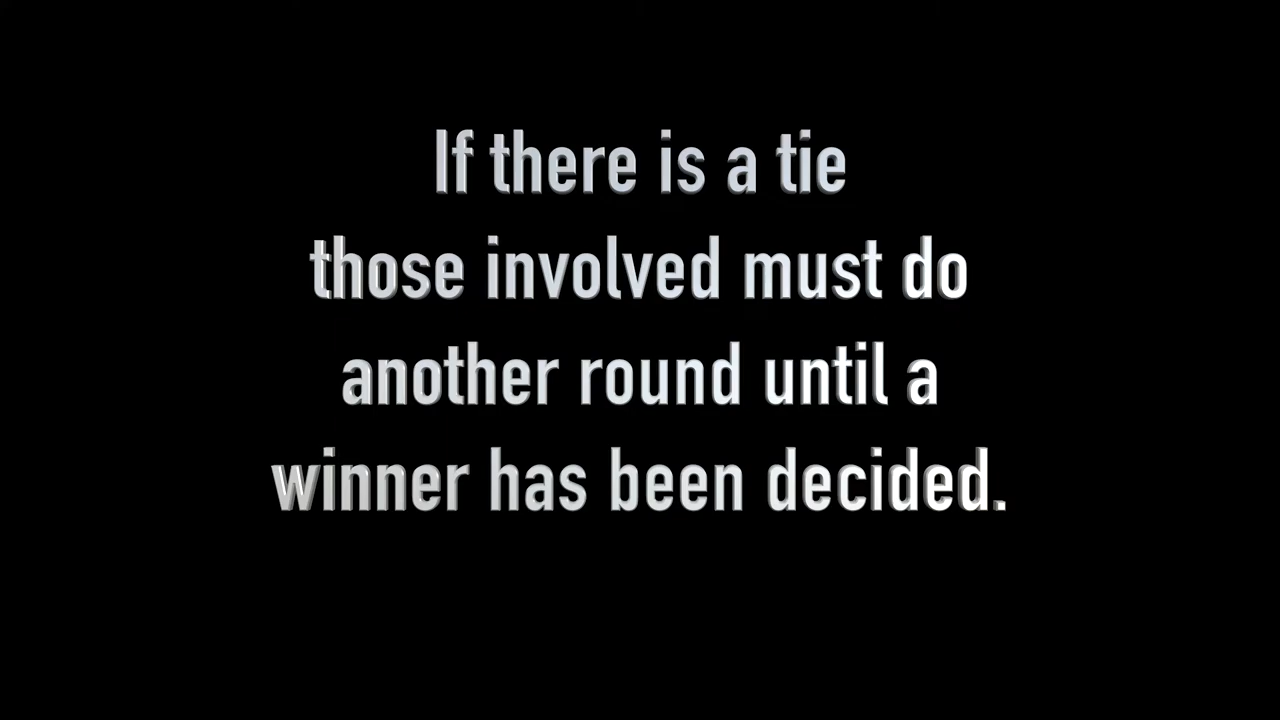 If there is a tie
those involved must do
another round until a
winner has been decided.